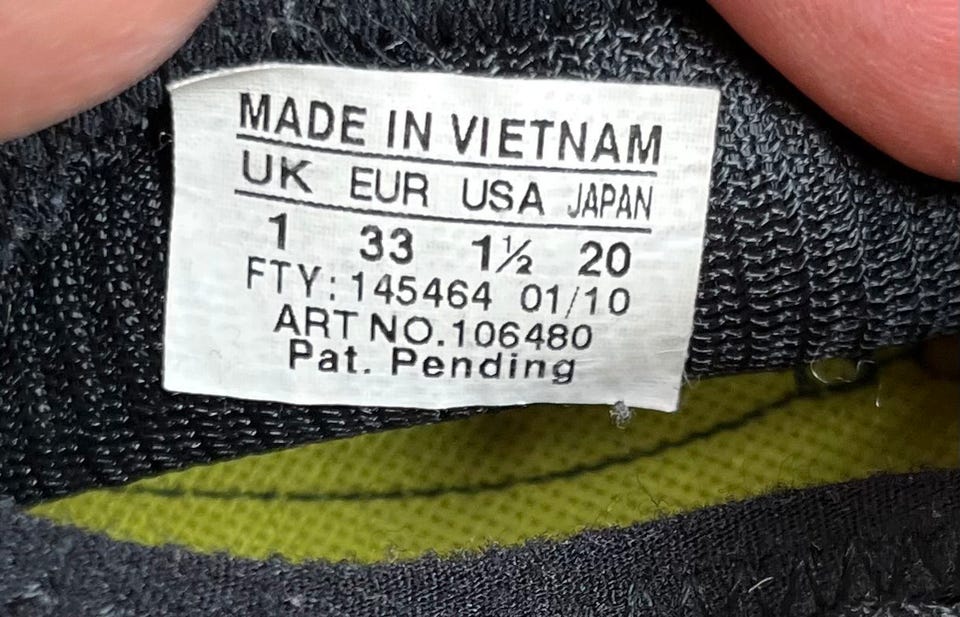 MADE IN VIETNAM
UK EUR USA JAPAN
1 33 1½ 20
FTY: 145464 01/10
ART NO.106480
Pat. Pending